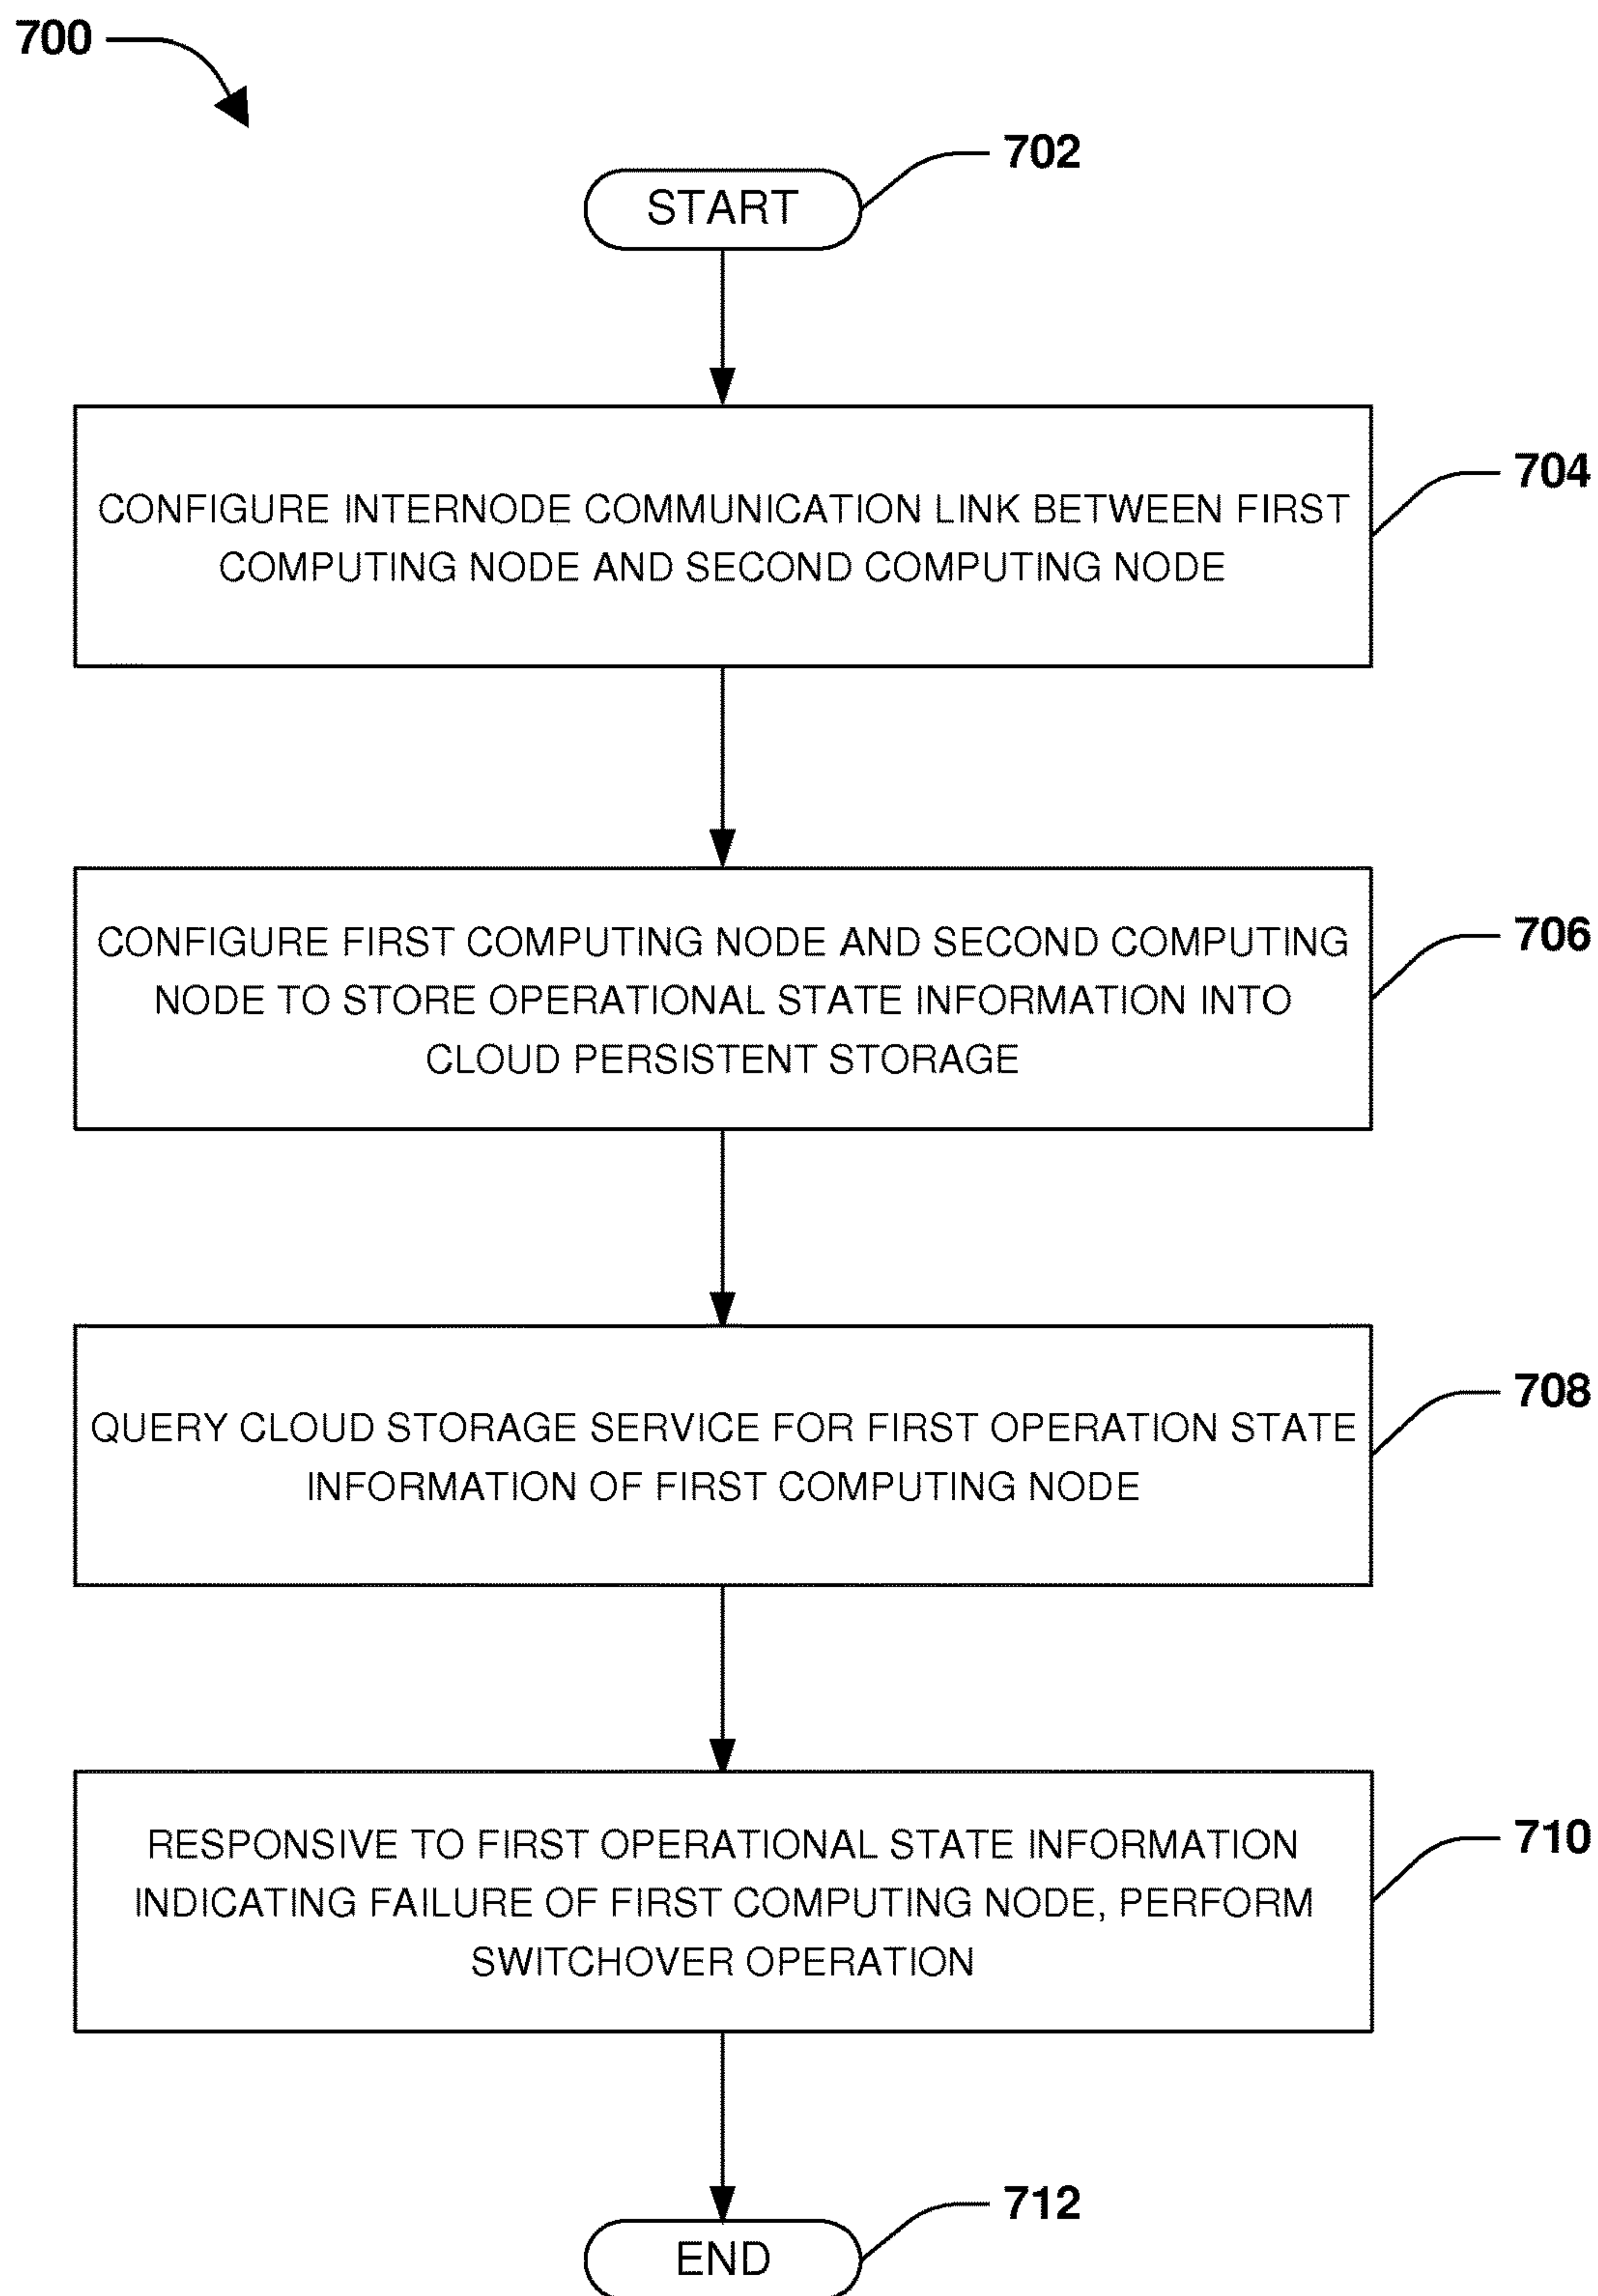 700
702
START
704
CONFIGURE INTERNODE COMMUNICATION LINK BETWEEN FIRST
COMPUTING NODE AND SECOND COMPUTING NODE
706
CONFIGURE FIRST COMPUTING NODE AND SECOND COMPUTING
NODE TO STORE OPERATIONAL STATE INFORMATION INTO
CLOUD PERSISTENT STORAGE
708
QUERY CLOUD STORAGE SERVICE FOR FIRST OPERATION STATE
INFORMATION OF FIRST COMPUTING NODE
710
RESPONSIVE TO FIRST OPERATIONAL STATE INFORMATION
INDICATING FAILURE OF FIRST COMPUTING NODE, PERFORM
SWITCHOVER OPERATION
712
END